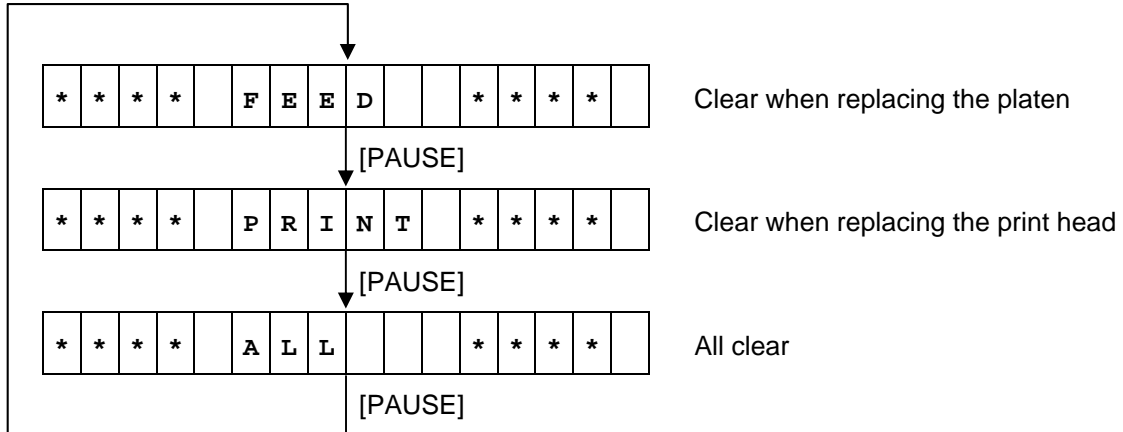 **** FEED  **** Clear when replacing the platen
[PAUSE]
**** PRINT **** Clear when replacing the print head
[PAUSE]
**** ALL   **** All clear
[PAUSE]